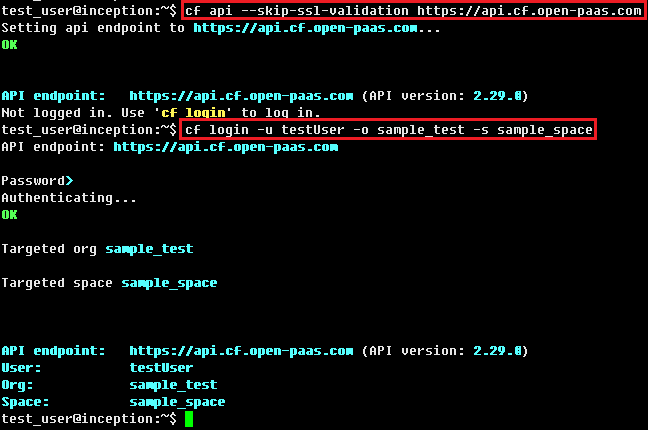 test_user@inception:~$ cf api --skip-ssl-validation https://api.cf.open-paas.com
Setting api endpoint to https://api.cf.open-paas.com...
OK
API endpoint:   https://api.cf.open-paas.com (API version: 2.29.0)
Not logged in. Use 'cf login' to log in.
test_user@inception:~$ cf login -u testUser -o sample_test -s sample_space
API endpoint: https://api.cf.open-paas.com
Password>
Authenticating...
OK
Targeted org sample_test
Targeted space sample_space
API endpoint:   https://api.cf.open-paas.com (API version: 2.29.0)
User:           testUser
Org:            sample_test
Space:          sample_space
test_user@inception:~$